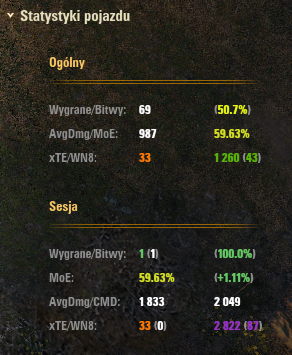 Statystyki pojazdu
Ogólny
Wygrane/Bitwy: 69 (50.7%)
AvgDmg/MoE: 987 59.63%
xTE/WN8: 33 1 260 (43)
Sesja
Wygrane/Bitwy: 1 (1) (100.0%)
MoE: 59.63% (+1.11%)
AvgDmg/CMD: 1 833 2 049
xTE/WN8: 33 (0) 2 822 (87)